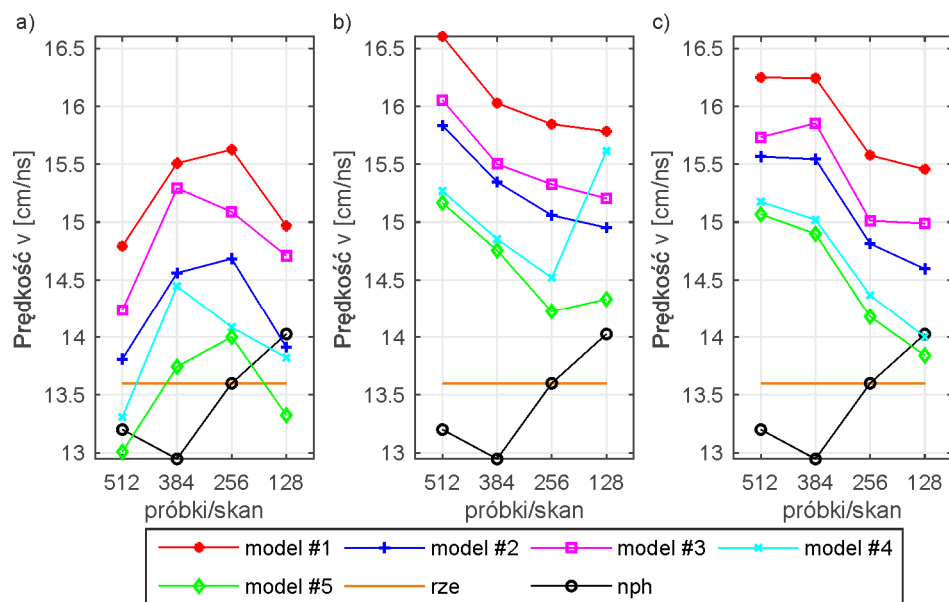 a)
16.5
16
15.5
15
14.5
14
13.5
13
Prędkość v [cm/ns]
512 384 256 128
próbki/skan
b)
16.5
16
15.5
15
14.5
14
13.5
13
Prędkość v [cm/ns]
512 384 256 128
próbki/skan
c)
16.5
16
15.5
15
14.5
14
13.5
13
Prędkość v [cm/ns]
512 384 256 128
próbki/skan
model #1 model #2 model #3 model #4
model #5 rze nph